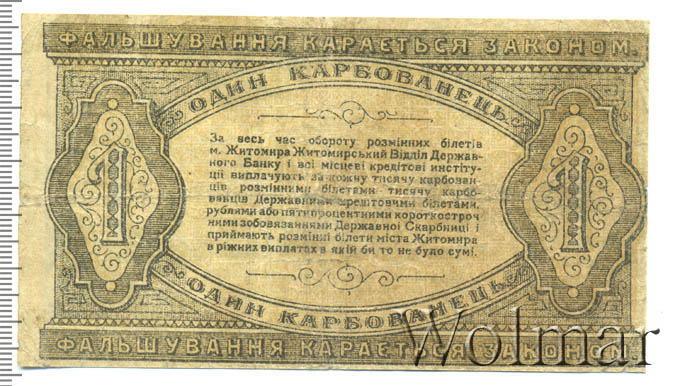 ФАЛЬШУВАННЯ КАРАЄТЬСЯ ЗАКОНОМ.
ОДИН КАРБОВАНЕЦЬ
За весь час обороту розмінних білетів
м. Житомира Житомирський Відділ Держав-
ного Банку і всі місцеві кредітові инстіту-
ції виплачують за кожну тисячу карбован-
ців розмінними білетами тисячу карбо-
ванців Державними кредітовими білетами,
рублями або пятипроцентними короткостроч
ними зобовязаннями Державної Скарбниці і
приймають розмінні білети міста Житомира
в ріжних виплатах в якій би то не було сумі.
1
1
ОДИН КАРБОВАНЕЦЬ
ФАЛЬШУВАННЯ КАРАЄТЬСЯ ЗАКОНОМ.
Wolmar